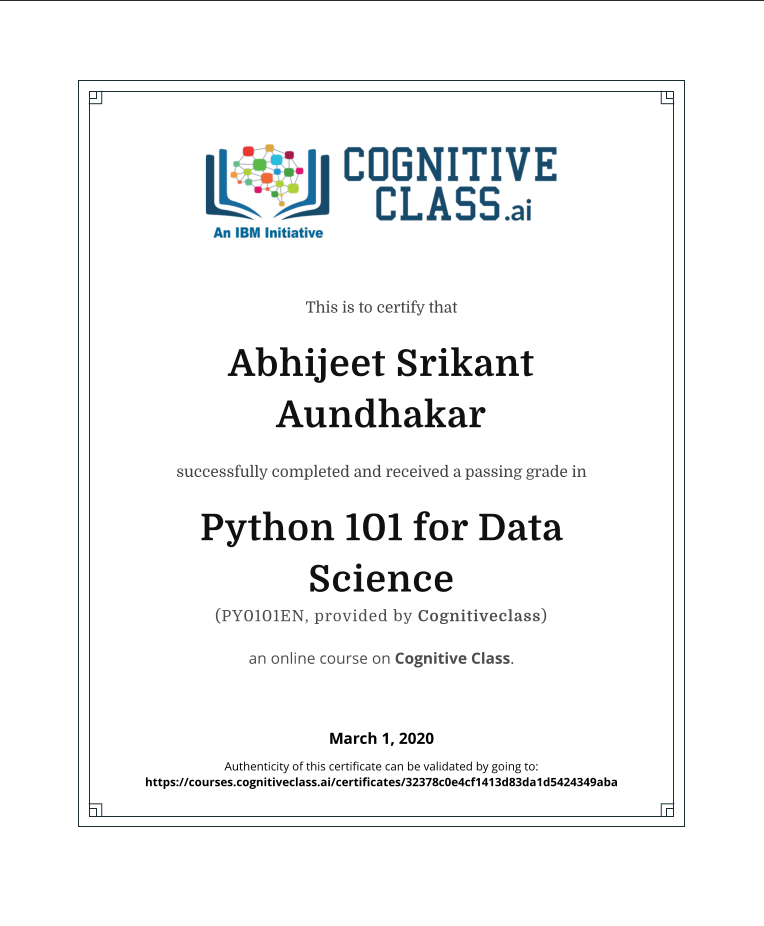 COGNITIVE
CLASS.ai
An IBM Initiative
This is to certify that
Abhijeet Srikant
Aundhakar
successfully completed and received a passing grade in
Python 101 for Data
Science
(PY0101EN, provided by Cognitiveclass)
an online course on Cognitive Class.
March 1, 2020
Authenticity of this certificate can be validated by going to:
https://courses.cognitiveclass.ai/certificates/32378c0e4cf1413d83da1d5424349aba